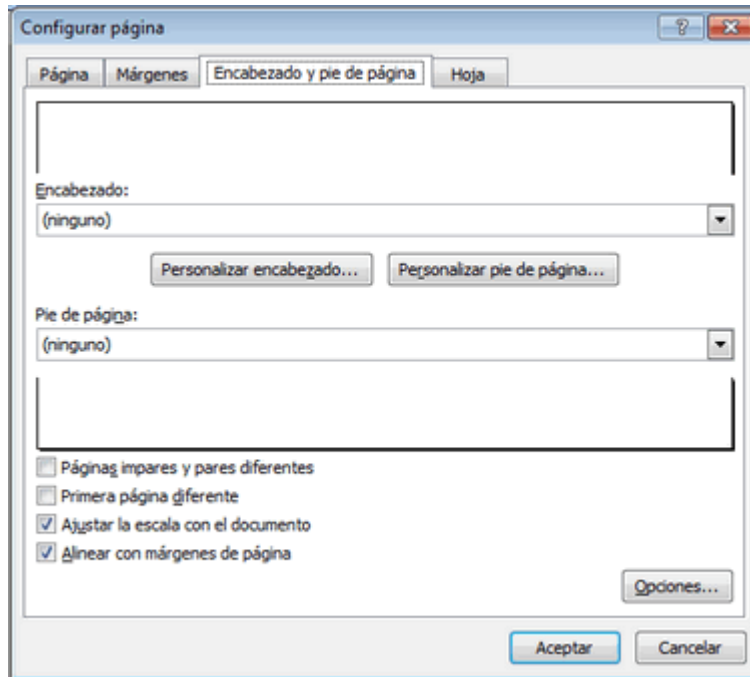 Configurar página
Página Márgenes Encabezado y pie de página Hoja
Encabezado:
(ninguno)
Personalizar encabezado... Personalizar pie de página...
Pie de página:
(ninguno)
Páginas impares y pares diferentes
Primera página diferente
Ajustar la escala con el documento
Alinear con márgenes de página
Opciones...
Aceptar Cancelar